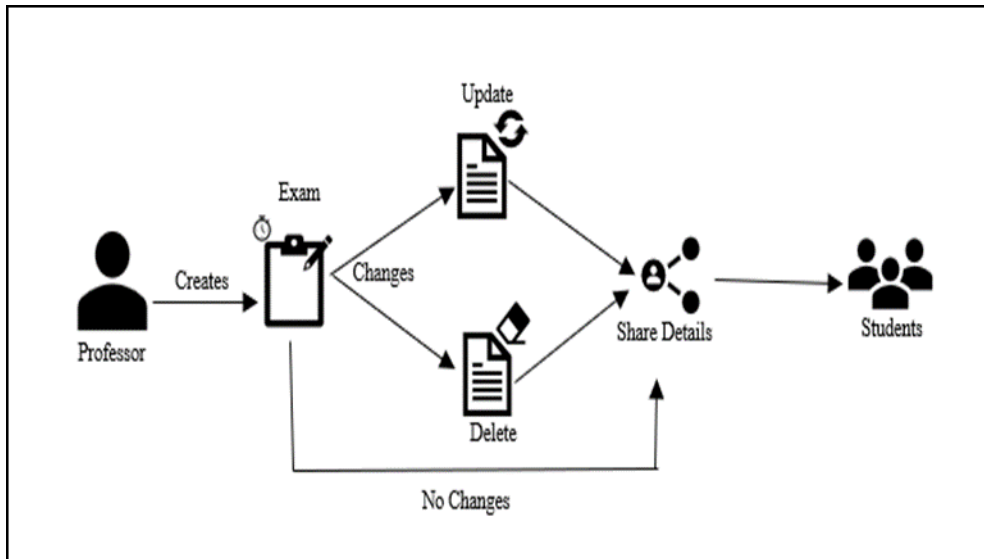 Update
Exam
Creates
Changes
Professor
Share Details
Students
Delete
No Changes